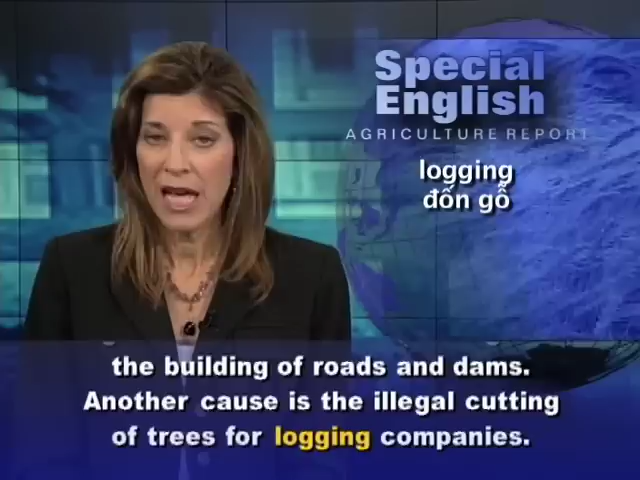 Special
English
AGRICULTURE REPORT
logging
đốn gỗ
the building of roads and dams.
Another cause is the illegal cutting
of trees for logging companies.